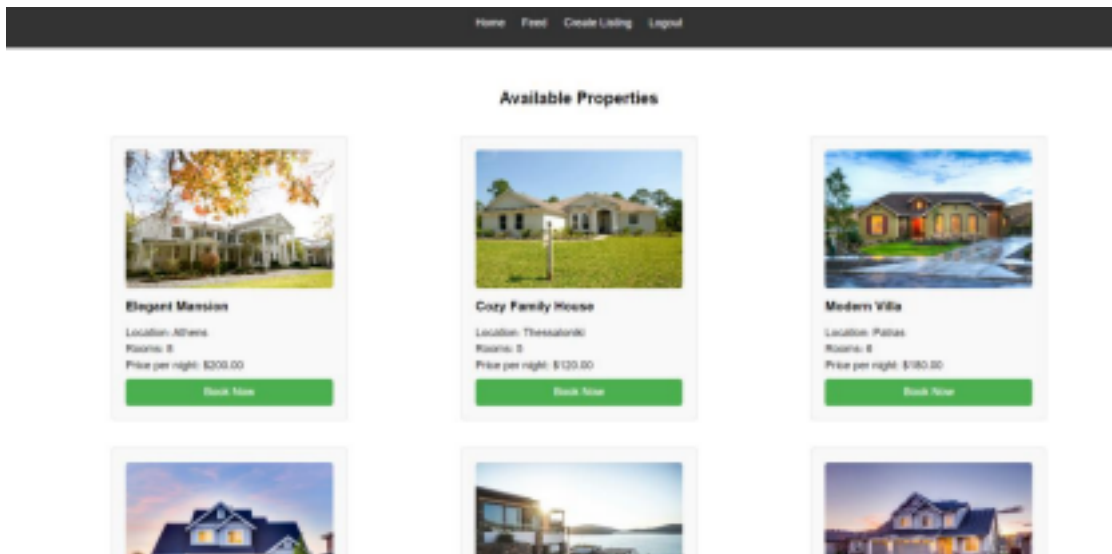 Home Feed Create Listing Logout
Available Properties
Elegant Mansion
Location: Athens
Rooms: 8
Price per night: $200.00
Book Now
Cozy Family House
Location: Thessaloniki
Rooms: 5
Price per night: $120.00
Book Now
Modern Villa
Location: Patras
Rooms: 6
Price per night: $180.00
Book Now